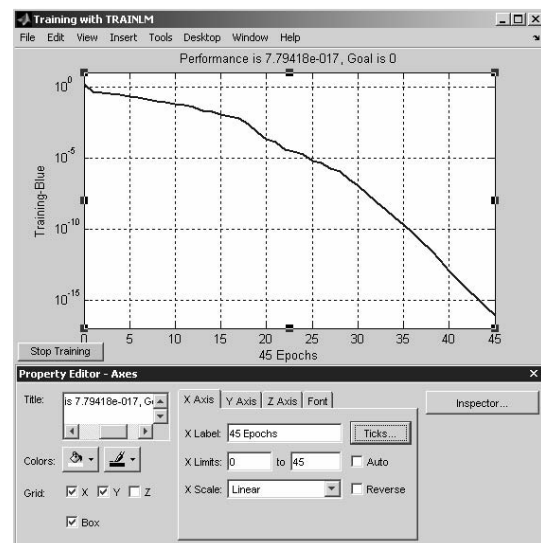 Training with TRAINLM
File Edit View Insert Tools Desktop Window Help
Performance is 7.79418e-017, Goal is 0
10^0
10^-5
10^-10
10^-15
Training-Blue
0 5 10 15 20 25 30 35 40 45
45 Epochs
Stop Training
Property Editor - Axes
Title: is 7.79418e-017, G
Colors:
Grid: X Y Z
Box
X Axis Y Axis Z Axis Font
X Label: 45 Epochs Ticks...
X Limits: 0 to 45 Auto
X Scale: Linear Reverse
Inspector...